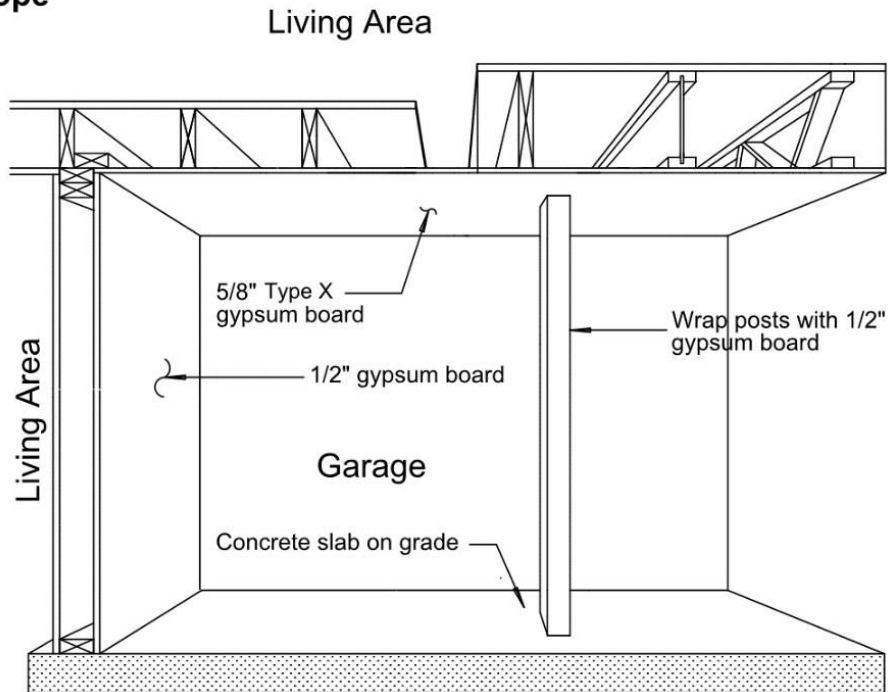 Living Area
5/8" Type X
gypsum board
Wrap posts with 1/2"
gypsum board
1/2" gypsum board
Living Area
Garage
Concrete slab on grade